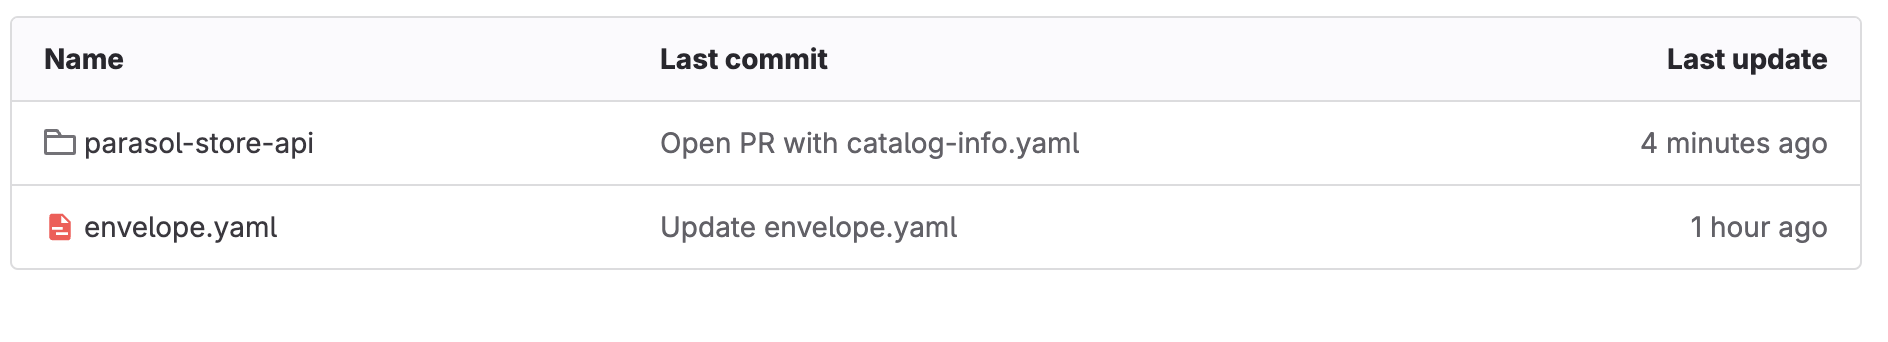 Name Last commit Last update
parasol-store-api Open PR with catalog-info.yaml 4 minutes ago
envelope.yaml Update envelope.yaml 1 hour ago